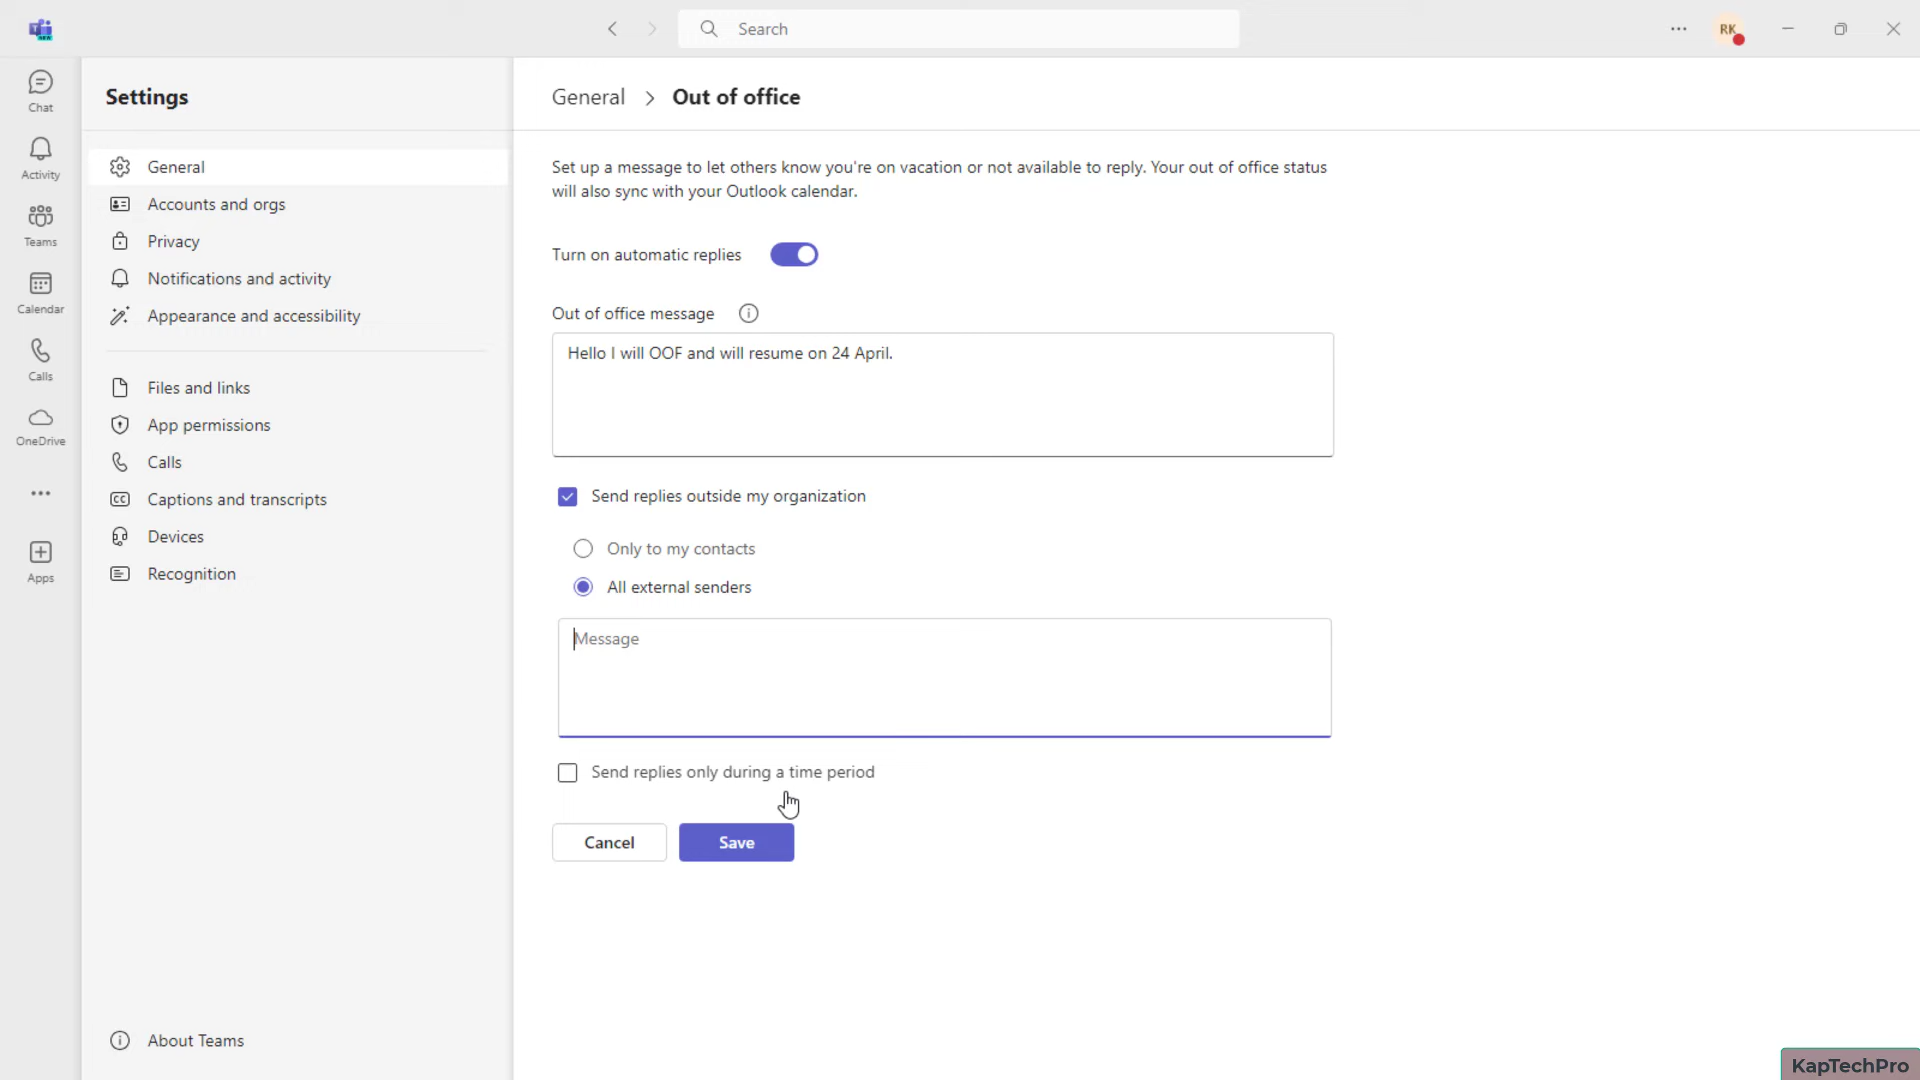 Search
RK
Chat
Activity
Teams
Calendar
Calls
OneDrive
Apps
Settings
General
Accounts and orgs
Privacy
Notifications and activity
Appearance and accessibility
Files and links
App permissions
Calls
Captions and transcripts
Devices
Recognition
About Teams
General > Out of office
Set up a message to let others know you're on vacation or not available to reply. Your out of office status
will also sync with your Outlook calendar.
Turn on automatic replies
Out of office message
Hello I will OOF and will resume on 24 April.
Send replies outside my organization
Only to my contacts
All external senders
Message
Send replies only during a time period
Cancel
Save
KapTechPro